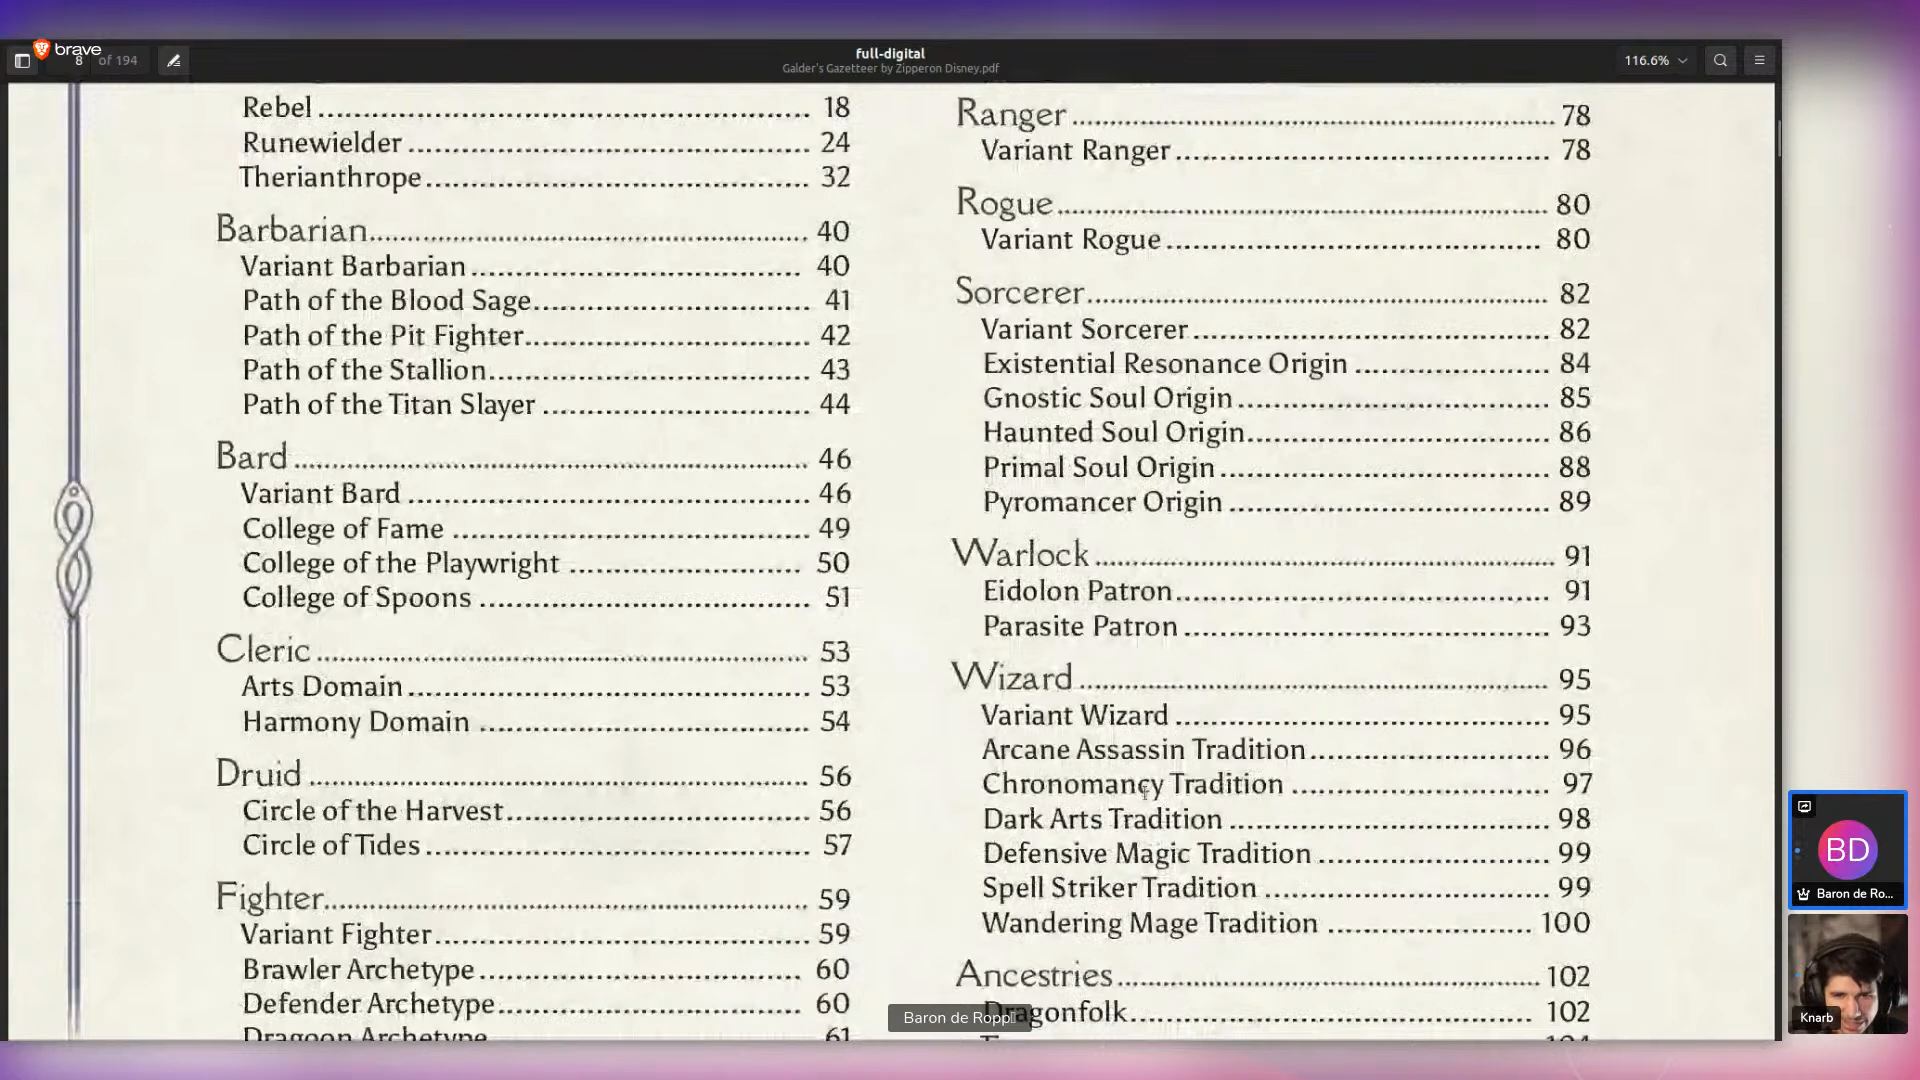 brave
8 of 194
full-digital
Galder's Gazetteer by Zipperon Disney.pdf
116.6%
Rebel ........ 18
Runewielder ........ 24
Therianthrope ........ 32
Barbarian ........ 40
Variant Barbarian ........ 40
Path of the Blood Sage ........ 41
Path of the Pit Fighter ........ 42
Path of the Stallion ........ 43
Path of the Titan Slayer ........ 44
Bard ........ 46
Variant Bard ........ 46
College of Fame ........ 49
College of the Playwright ........ 50
College of Spoons ........ 51
Cleric ........ 53
Arts Domain ........ 53
Harmony Domain ........ 54
Druid ........ 56
Circle of the Harvest ........ 56
Circle of Tides ........ 57
Fighter ........ 59
Variant Fighter ........ 59
Brawler Archetype ........ 60
Defender Archetype ........ 60
Dragoon Archetype ........ 61
Ranger ........ 78
Variant Ranger ........ 78
Rogue ........ 80
Variant Rogue ........ 80
Sorcerer ........ 82
Variant Sorcerer ........ 82
Existential Resonance Origin ........ 84
Gnostic Soul Origin ........ 85
Haunted Soul Origin ........ 86
Primal Soul Origin ........ 88
Pyromancer Origin ........ 89
Warlock ........ 91
Eidolon Patron ........ 91
Parasite Patron ........ 93
Wizard ........ 95
Variant Wizard ........ 95
Arcane Assassin Tradition ........ 96
Chronomancy Tradition ........ 97
Dark Arts Tradition ........ 98
Defensive Magic Tradition ........ 99
Spell Striker Tradition ........ 99
Wandering Mage Tradition ........ 100
Ancestries ........ 102
Dragonfolk ........ 102
Baron de Roppi
BD
Baron de Ro...
Knarb